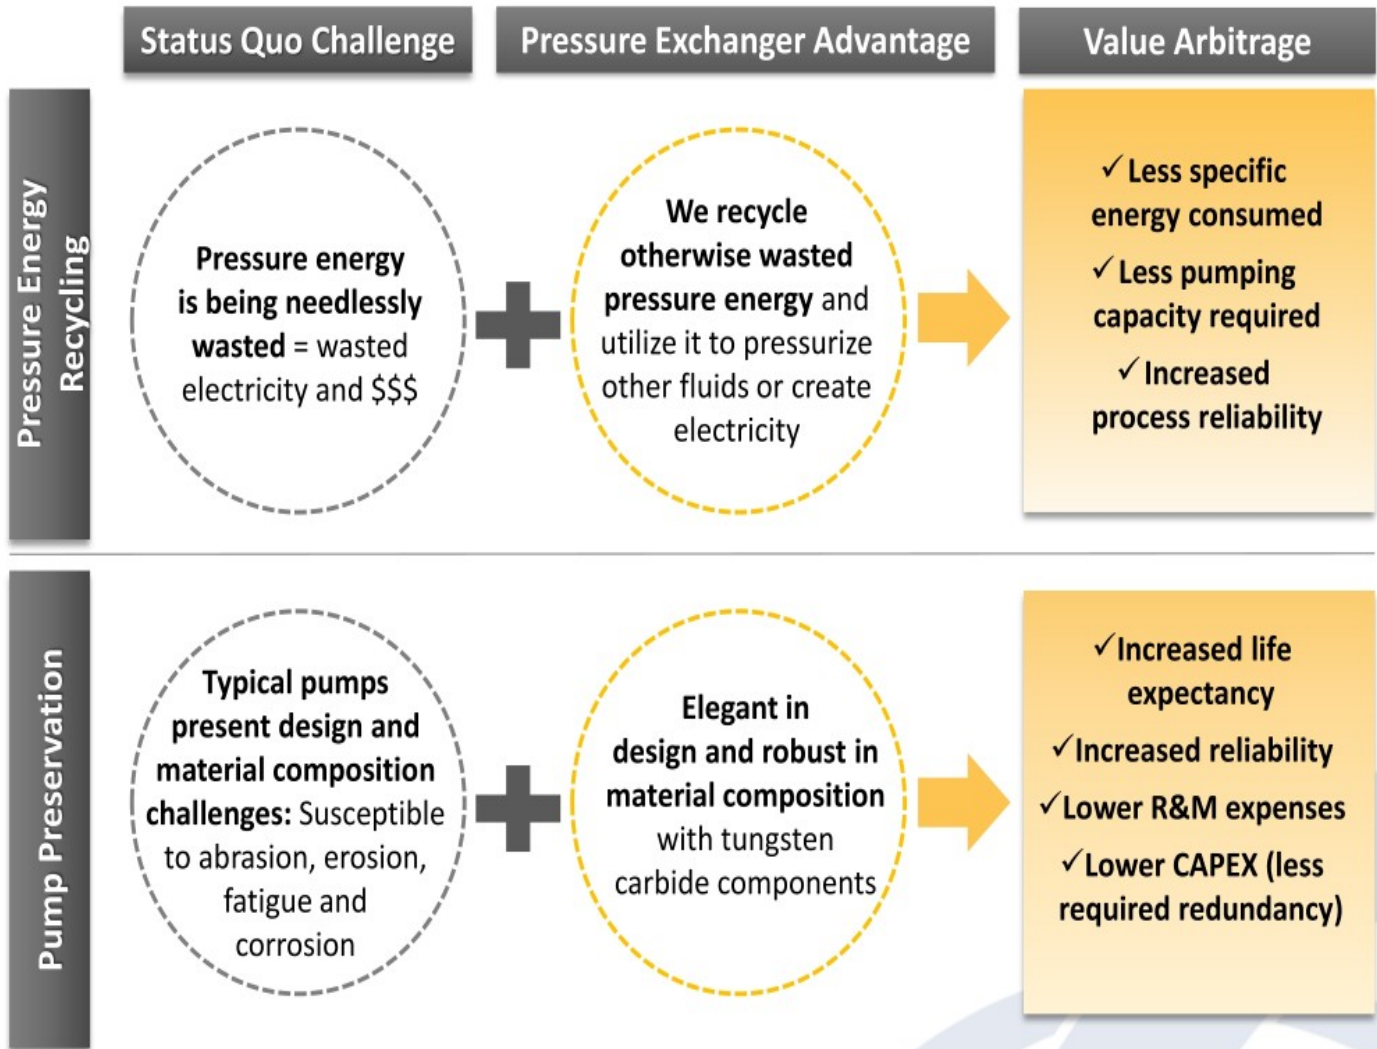 Status Quo Challenge
Pressure Exchanger Advantage
Value Arbitrage
Pressure Energy
Recycling
Pressure energy
is being needlessly
wasted = wasted
electricity and $$$
We recycle
otherwise wasted
pressure energy and
utilize it to pressurize
other fluids or create
electricity
✓Less specific
energy consumed
✓Less pumping
capacity required
✓Increased
process reliability
Pump Preservation
Typical pumps
present design and
material composition
challenges: Susceptible
to abrasion, erosion,
fatigue and
corrosion
Elegant in
design and robust in
material composition
with tungsten
carbide components
✓Increased life
expectancy
✓Increased reliability
✓Lower R&M expenses
✓Lower CAPEX (less
required redundancy)